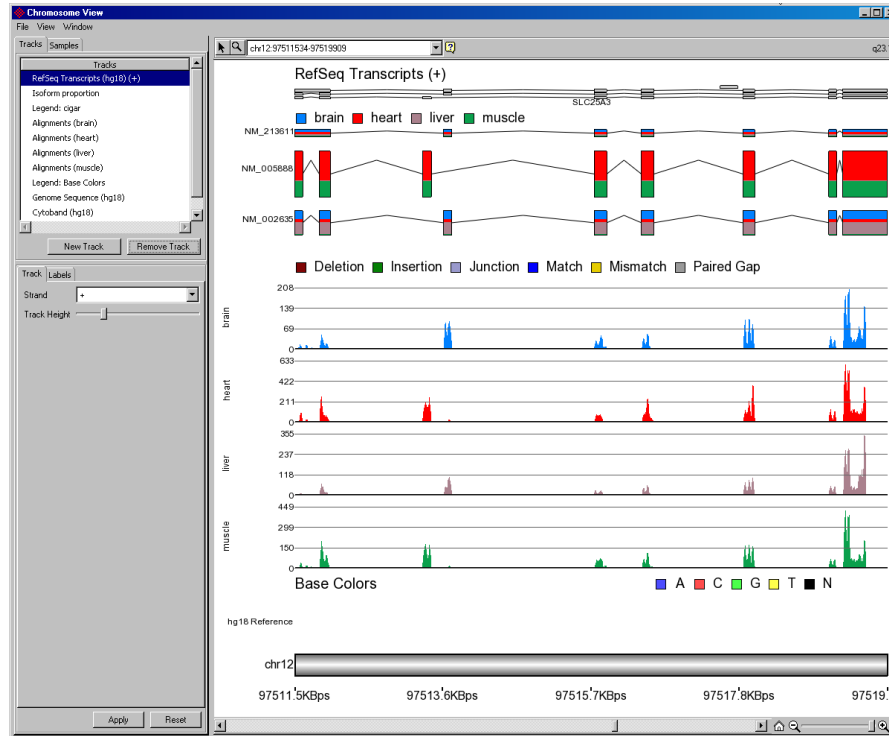 Chromosome View
File View Window
Tracks Samples
Tracks
RefSeq Transcripts (hg18) (+)
Isoform proportion
Legend: cigar
Alignments (brain)
Alignments (heart)
Alignments (liver)
Alignments (muscle)
Legend: Base Colors
Genome Sequence (hg18)
Cytoband (hg18)
New Track Remove Track
Track Labels
Strand +
Track Height
Apply Reset
chr12:97511534-97519909
q23.
RefSeq Transcripts (+)
SLC25A3
brain heart liver muscle
NM_213611
NM_005888
NM_002635
Deletion Insertion Junction Match Mismatch Paired Gap
brain
208
139
69
0
heart
633
422
211
0
liver
355
237
118
0
muscle
449
299
150
0
Base Colors A C G T N
hg18 Reference
chr12
97511.5KBps 97513.6KBps 97515.7KBps 97517.8KBps 97519.